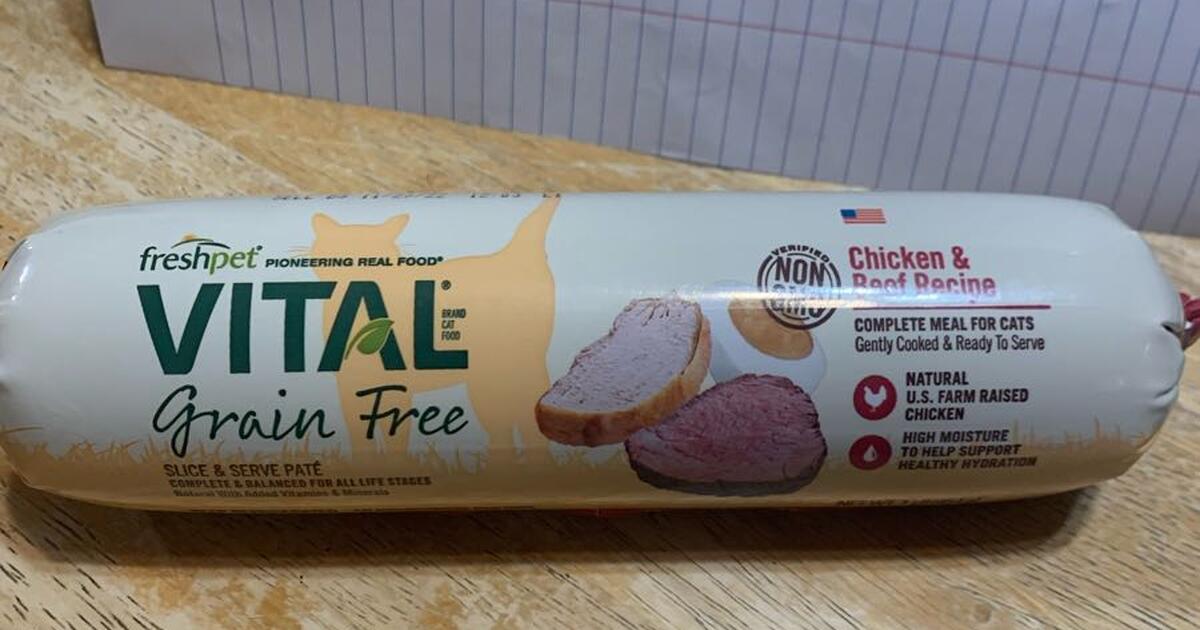 freshpet® PIONEERING REAL FOOD®
VITAL®
BRAND
CAT
FOOD
Grain Free
SLICE & SERVE PATÉ
COMPLETE & BALANCED FOR ALL LIFE STAGES
Natural With Added Vitamins & Minerals
VERIFIED
NON
GMO
Chicken &
Beef Recipe
COMPLETE MEAL FOR CATS
Gently Cooked & Ready To Serve
NATURAL
U.S. FARM RAISED
CHICKEN
HIGH MOISTURE
TO HELP SUPPORT
HEALTHY HYDRATION